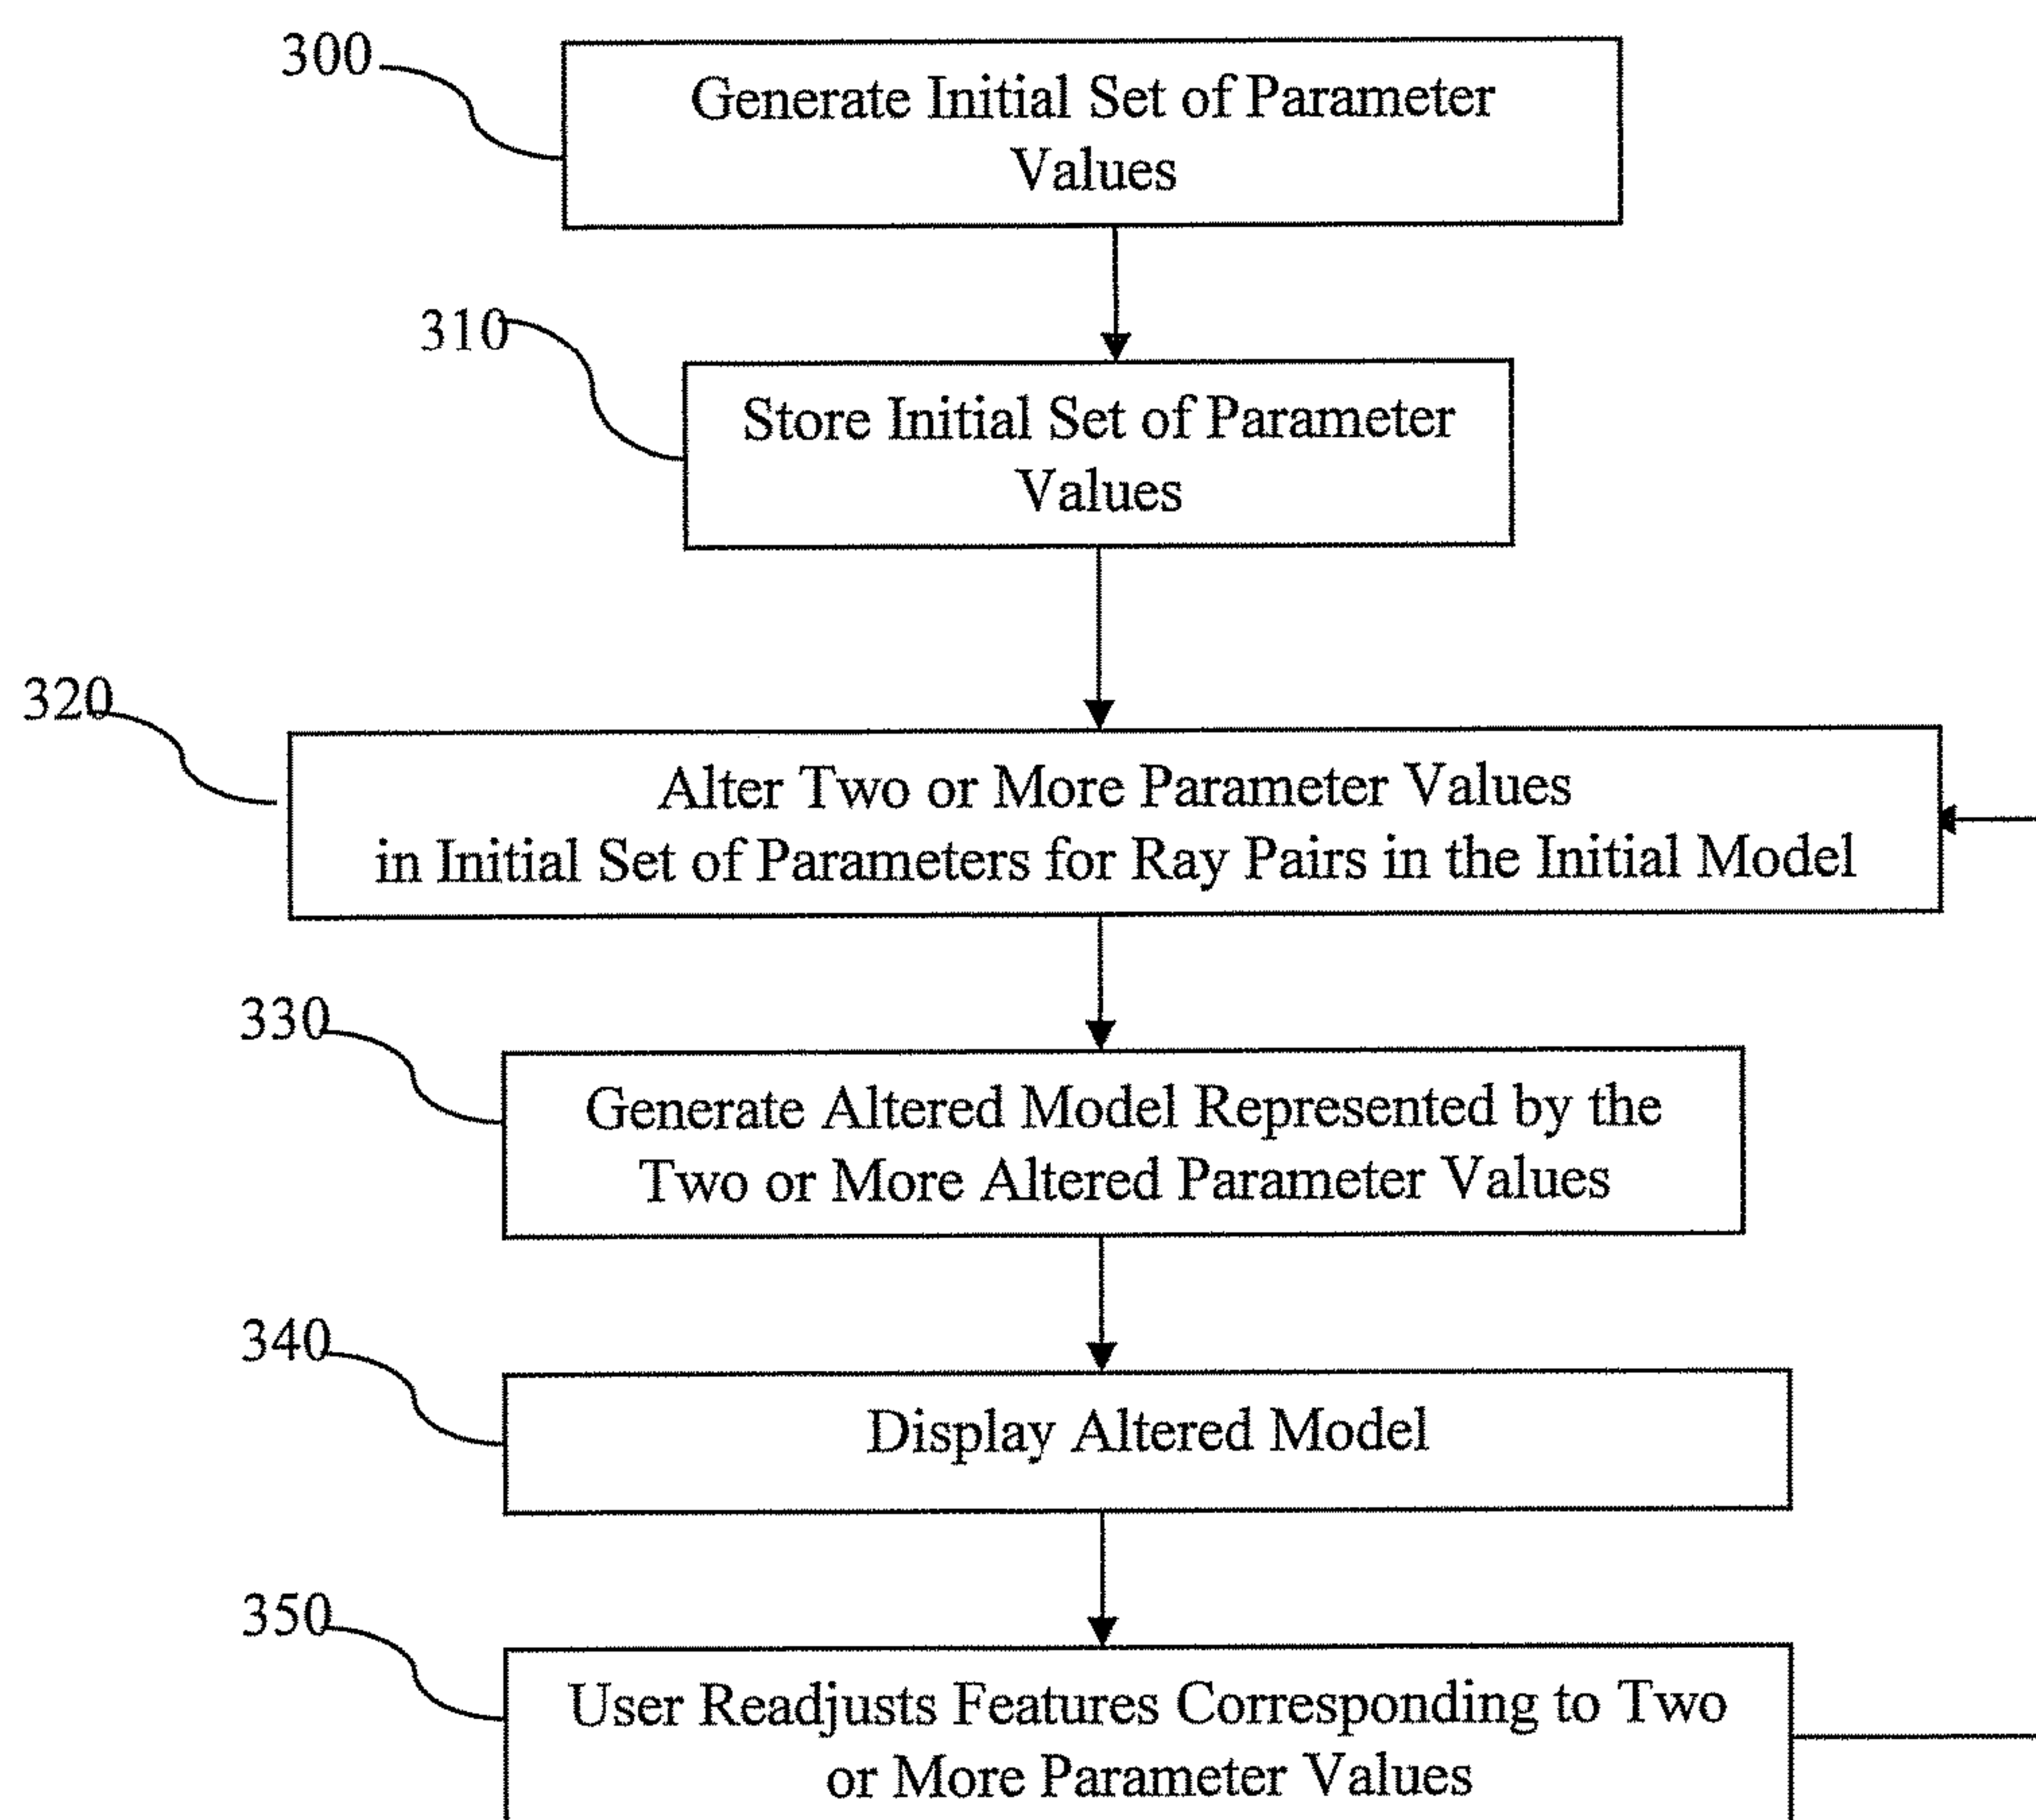 300
Generate Initial Set of Parameter
Values
310
Store Initial Set of Parameter
Values
320
Alter Two or More Parameter Values
in Initial Set of Parameters for Ray Pairs in the Initial Model
330
Generate Altered Model Represented by the
Two or More Altered Parameter Values
340
Display Altered Model
350
User Readjusts Features Corresponding to Two
or More Parameter Values